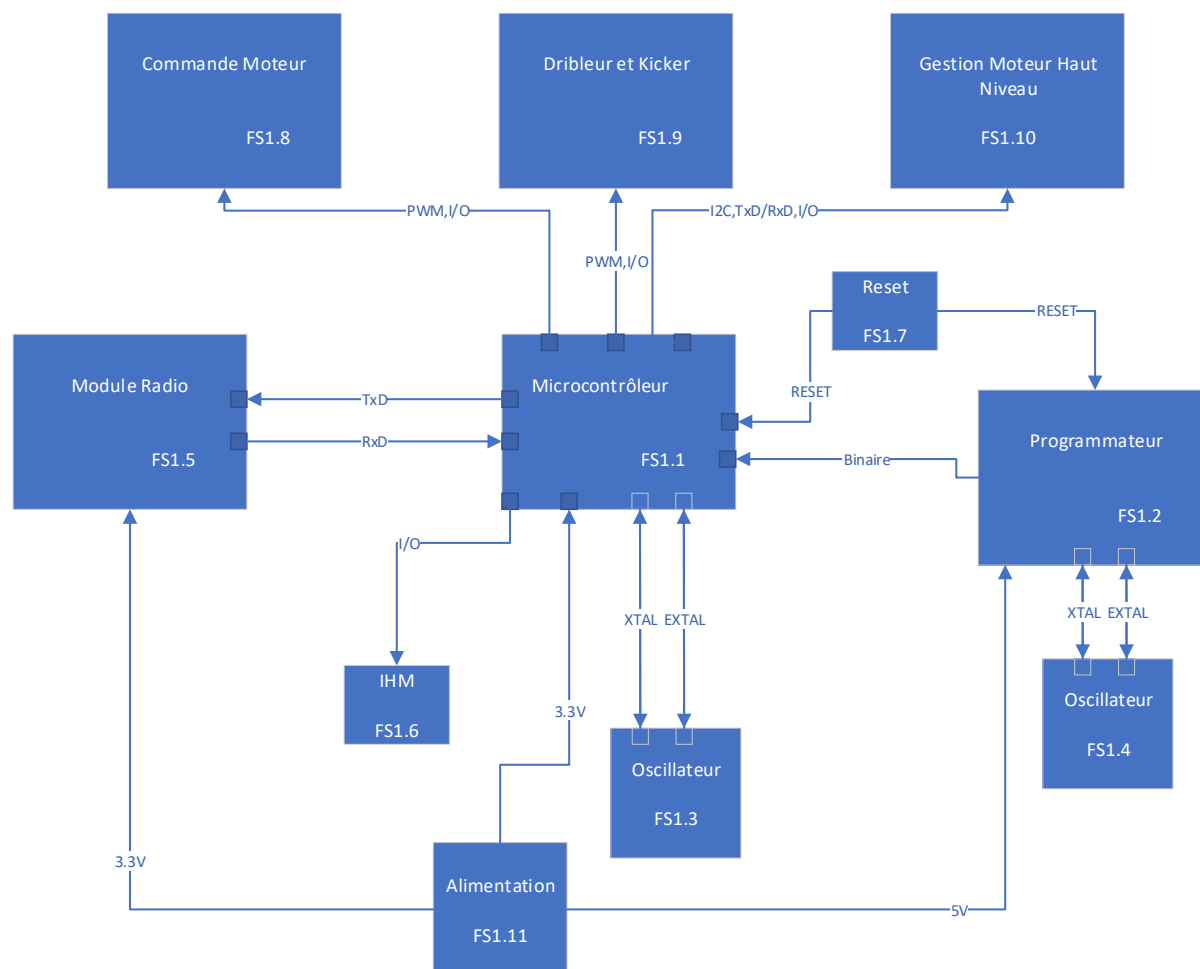 Commande Moteur
FS1.8
Dribleur et Kicker
FS1.9
Gestion Moteur Haut
Niveau
FS1.10
PWM,I/O
PWM,I/O
I2C,TxD/RxD,I/O
Reset
FS1.7
RESET
RESET
Module Radio
FS1.5
TxD
RxD
Microcontrôleur
FS1.1
Binaire
Programmateur
FS1.2
I/O
XTAL
EXTAL
XTAL
EXTAL
IHM
FS1.6
3.3V
Oscillateur
FS1.3
Oscillateur
FS1.4
3.3V
Alimentation
FS1.11
5V